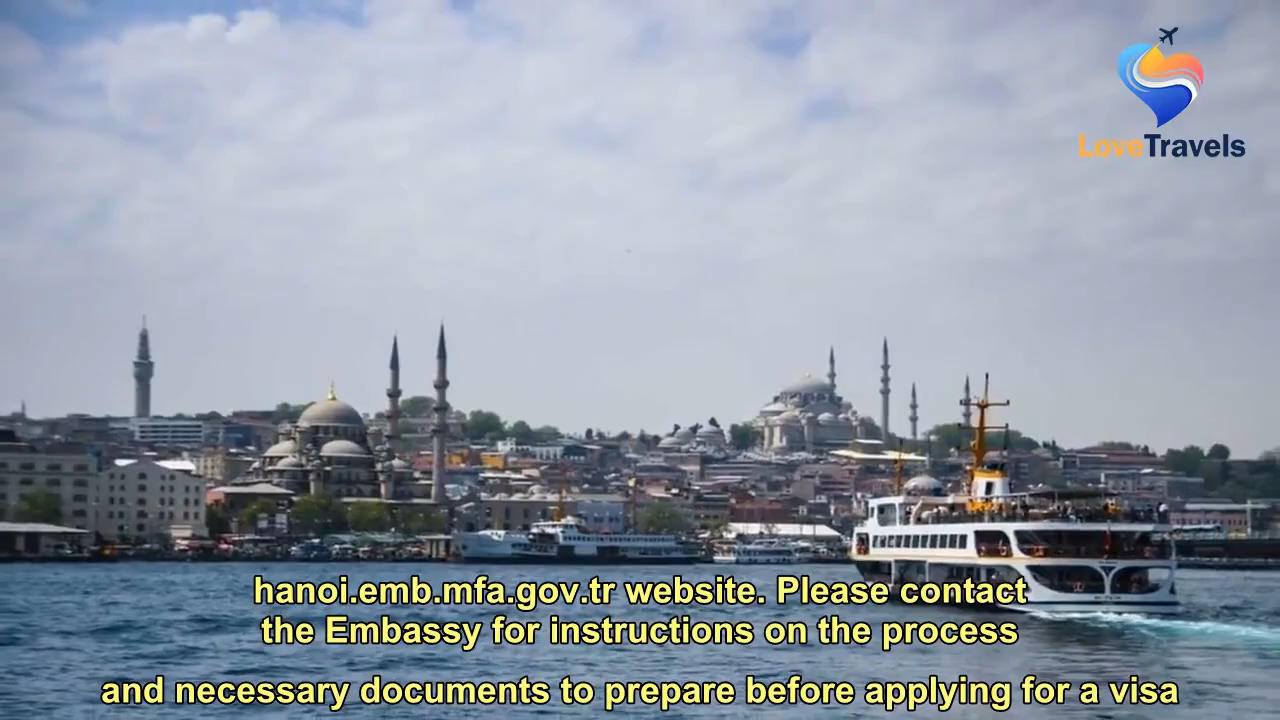 LoveTravels
hanoi.emb.mfa.gov.tr website. Please contact
the Embassy for instructions on the process
and necessary documents to prepare before applying for a visa